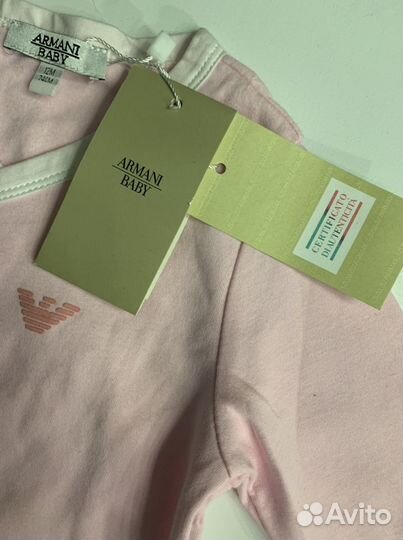 ARMANI
BABY
12M
74CM
ARMANI
BABY
CERTIFICATO
DI AUTENTICITÀ
Avito